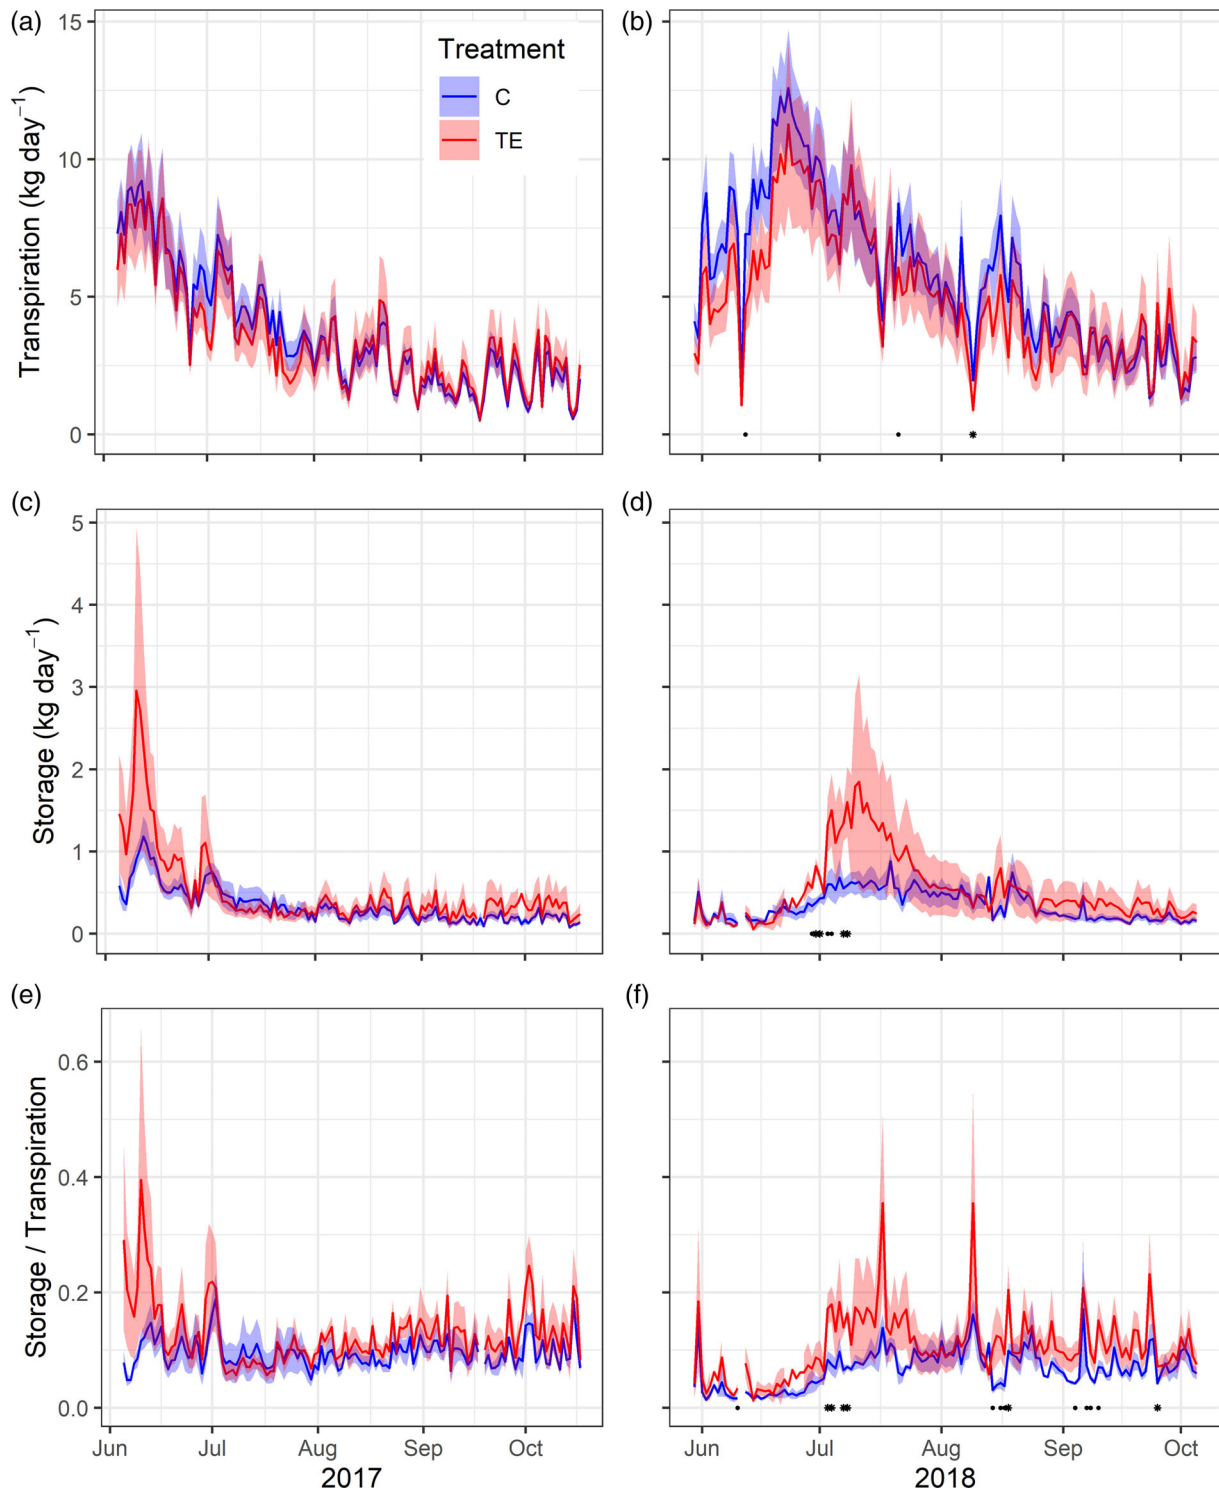 (a)
(b)
15
10
5
0
Transpiration (kg day⁻¹)
Treatment
C
TE
(c)
(d)
5
4
3
2
1
0
Storage (kg day⁻¹)
(e)
(f)
0.6
0.4
0.2
0.0
Storage / Transpiration
Jun Jul Aug Sep Oct
2017
Jun Jul Aug Sep Oct
2018